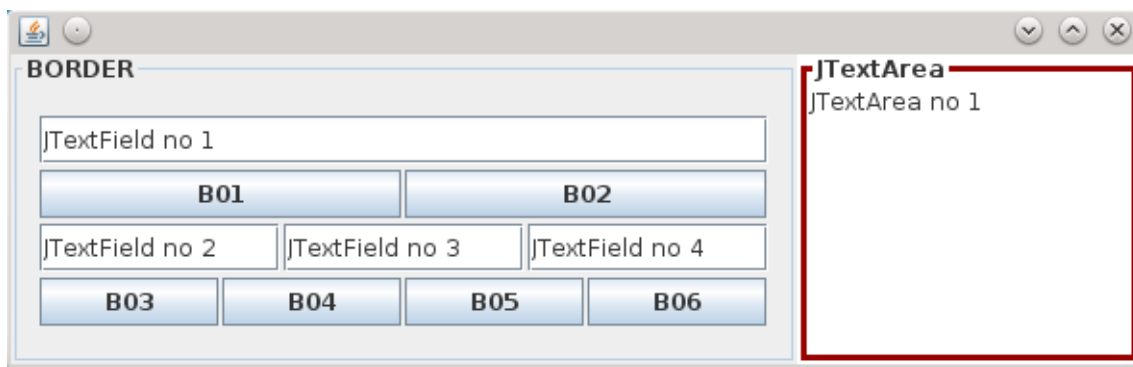 BORDER
JTextField no 1
B01 B02
JTextField no 2 JTextField no 3 JTextField no 4
B03 B04 B05 B06
JTextArea
JTextArea no 1